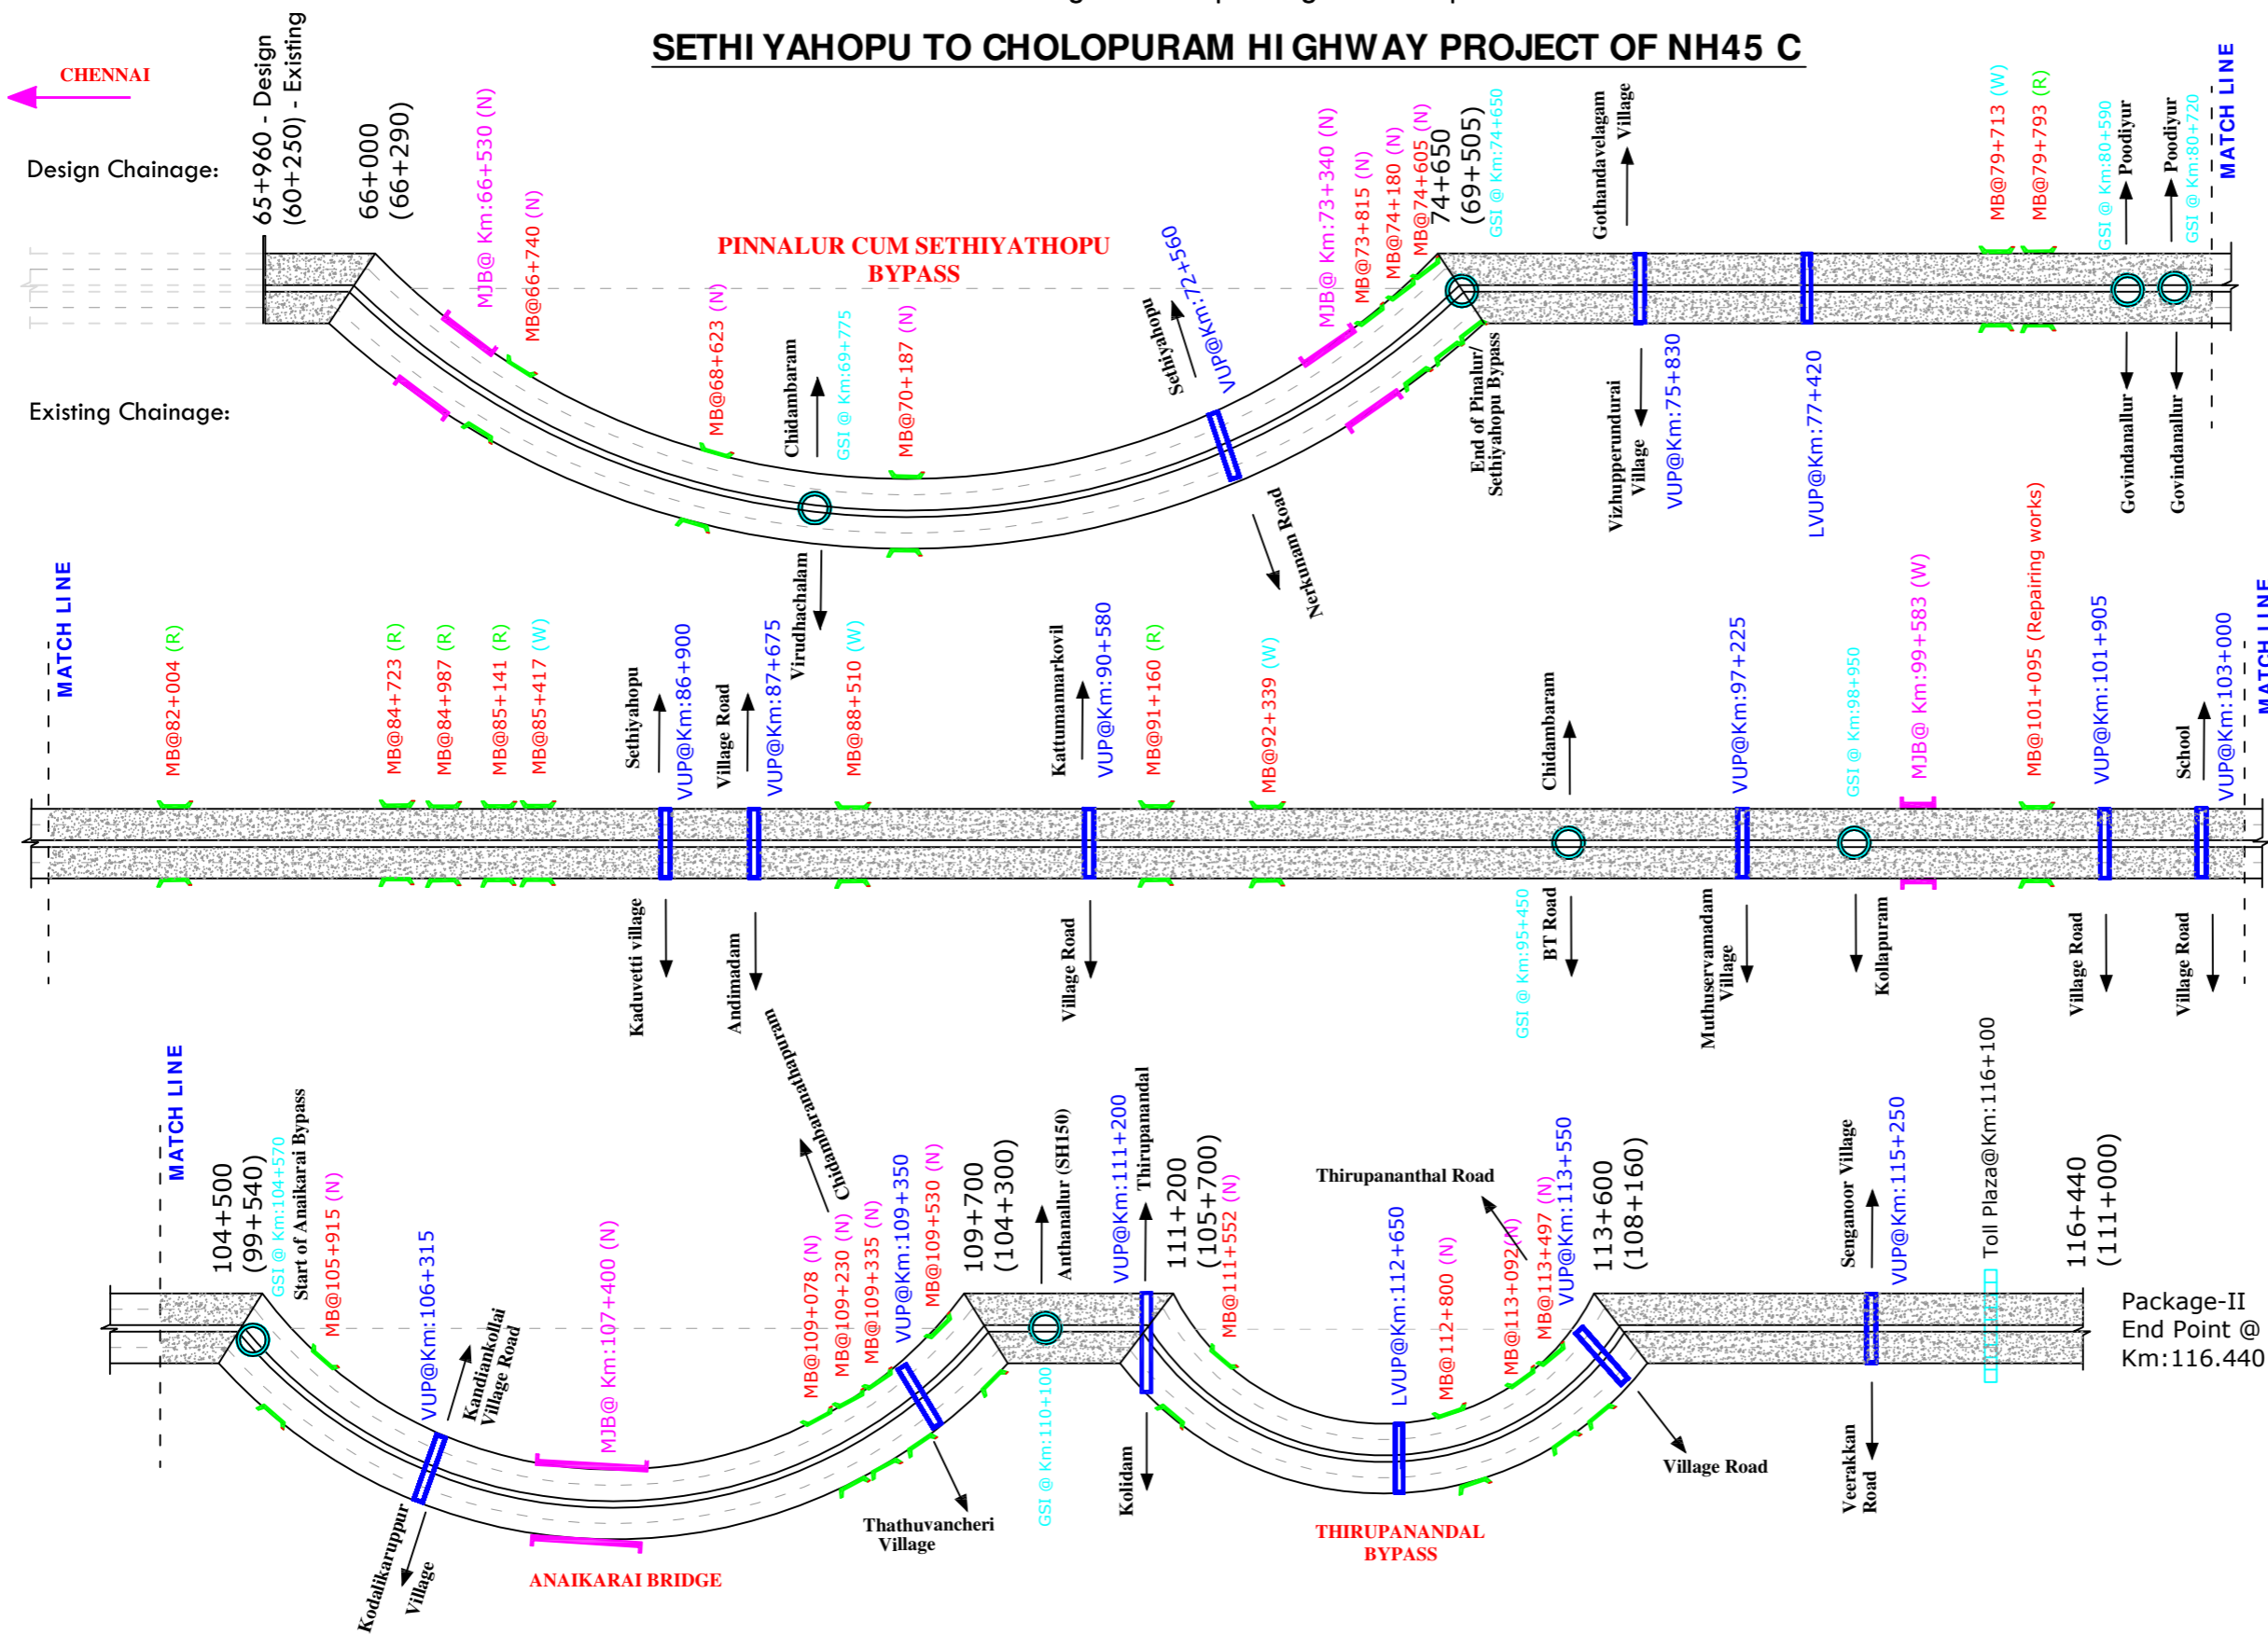 SETHI YAHOPU TO CHOLOPURAM HI GHWAY PROJECT OF NH45 C
CHENNAI
Design Chainage:
Existing Chainage:
65+960 - Design
(60+250) - Existing
66+000
(66+290)
MJB@ Km:66+530 (N)
MB@66+740 (N)
MB@68+623 (N)
PINNALUR CUM SETHIYATHOPU
BYPASS
Chidambaram
GSI @ Km:69+775
Virudhachalam
MB@70+187 (N)
Sethiyahopu
VUP@Km:72+560
Nerkunam Road
MJB@ Km:73+340 (N)
MB@73+815 (N)
MB@74+180 (N)
MB@74+605 (N)
74+650
(69+505)
GSI @ Km:74+650
End of Pinalur/
Sethiyahopu Bypass
Gothandavelagam
Village
Vizhupperundurai
Village
VUP@Km:75+830
LVUP@Km:77+420
MB@79+713 (W)
MB@79+793 (R)
GSI @ Km:80+590
Poodiyur
Govindanallur
Poodiyur
GSI @ Km:80+720
Govindanallur
MATCH LINE
MATCH LINE
MB@82+004 (R)
MB@84+723 (R)
MB@84+987 (R)
MB@85+141 (R)
MB@85+417 (W)
Sethiyahopu
VUP@Km:86+900
Kaduvetti village
Village Road
VUP@Km:87+675
Andimadam
MB@88+510 (W)
Kattumannarkovil
VUP@Km:90+580
Village Road
MB@91+160 (R)
MB@92+339 (W)
Chidambaram
GSI @ Km:95+450
BT Road
VUP@Km:97+225
Muthuservamadam
Village
GSI @ Km:98+950
Kollapuram
MJB@ Km:99+583 (W)
MB@101+095 (Repairing works)
VUP@Km:101+905
Village Road
School
VUP@Km:103+000
Village Road
MATCH LINE
MATCH LINE
104+500
(99+540)
GSI @ Km:104+570
Start of Anaikarai Bypass
MB@105+915 (N)
VUP@Km:106+315
Kandiankollai
Village Road
Kodalikaruppur
Village
MJB@ Km:107+400 (N)
ANAIKARAI BRIDGE
Chidambaranathapuram
MB@109+078 (N)
MB@109+230 (N)
MB@109+335 (N)
VUP@Km:109+350
MB@109+530 (N)
Thathuvancheri
Village
109+700
(104+300)
Anthanallur (SH150)
GSI @ Km:110+100
VUP@Km:111+200
Thirupanandal
Kolidam
111+200
(105+700)
MB@111+552 (N)
LVUP@Km:112+650
MB@112+800 (N)
Thirupananthal Road
MB@113+092(N)
MB@113+497 (N)
VUP@Km:113+550
Village Road
THIRUPANANDAL
BYPASS
113+600
(108+160)
Senganoor Village
VUP@Km:115+250
Veerakkan
Road
Toll Plaza@Km:116+100
116+440
(111+000)
Package-II
End Point @
Km:116.440